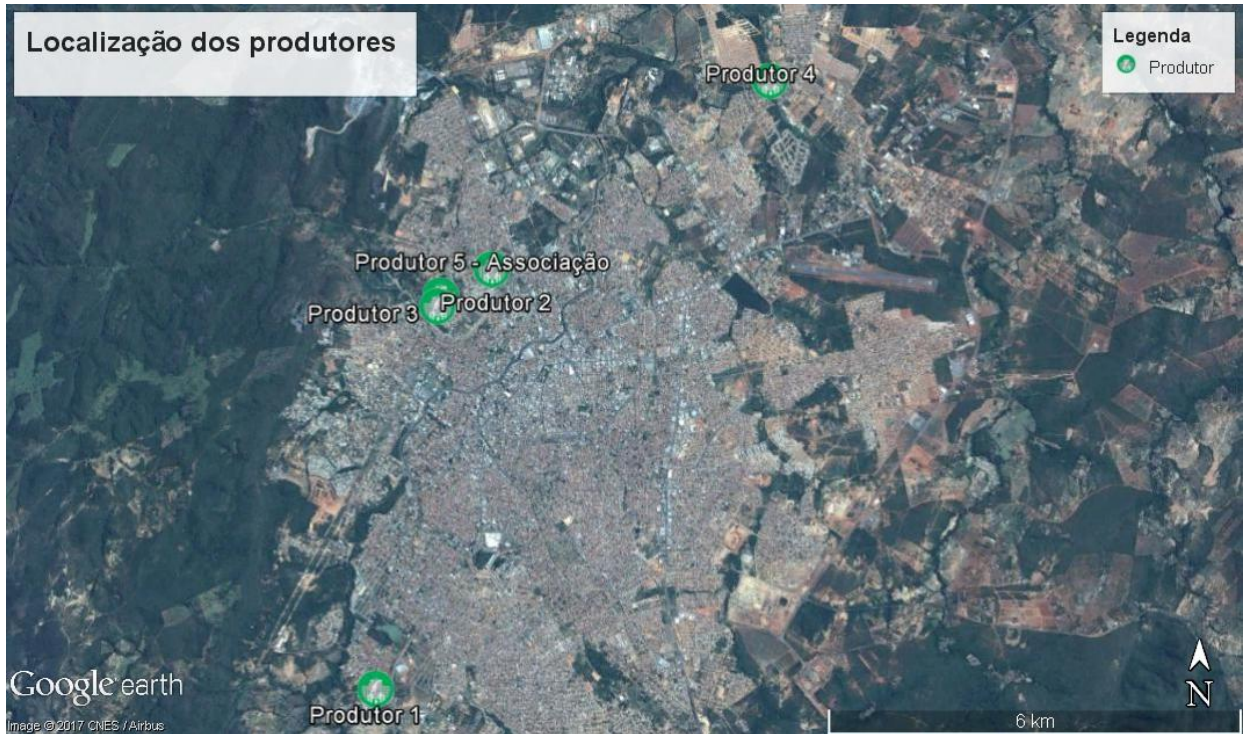 Localização dos produtores
Legenda
Produtor
Produtor 4
Produtor 5 - Associação
Produtor 2
Produtor 3
Produtor 1
Google earth
Image © 2017 CNES / Airbus
6 km
N